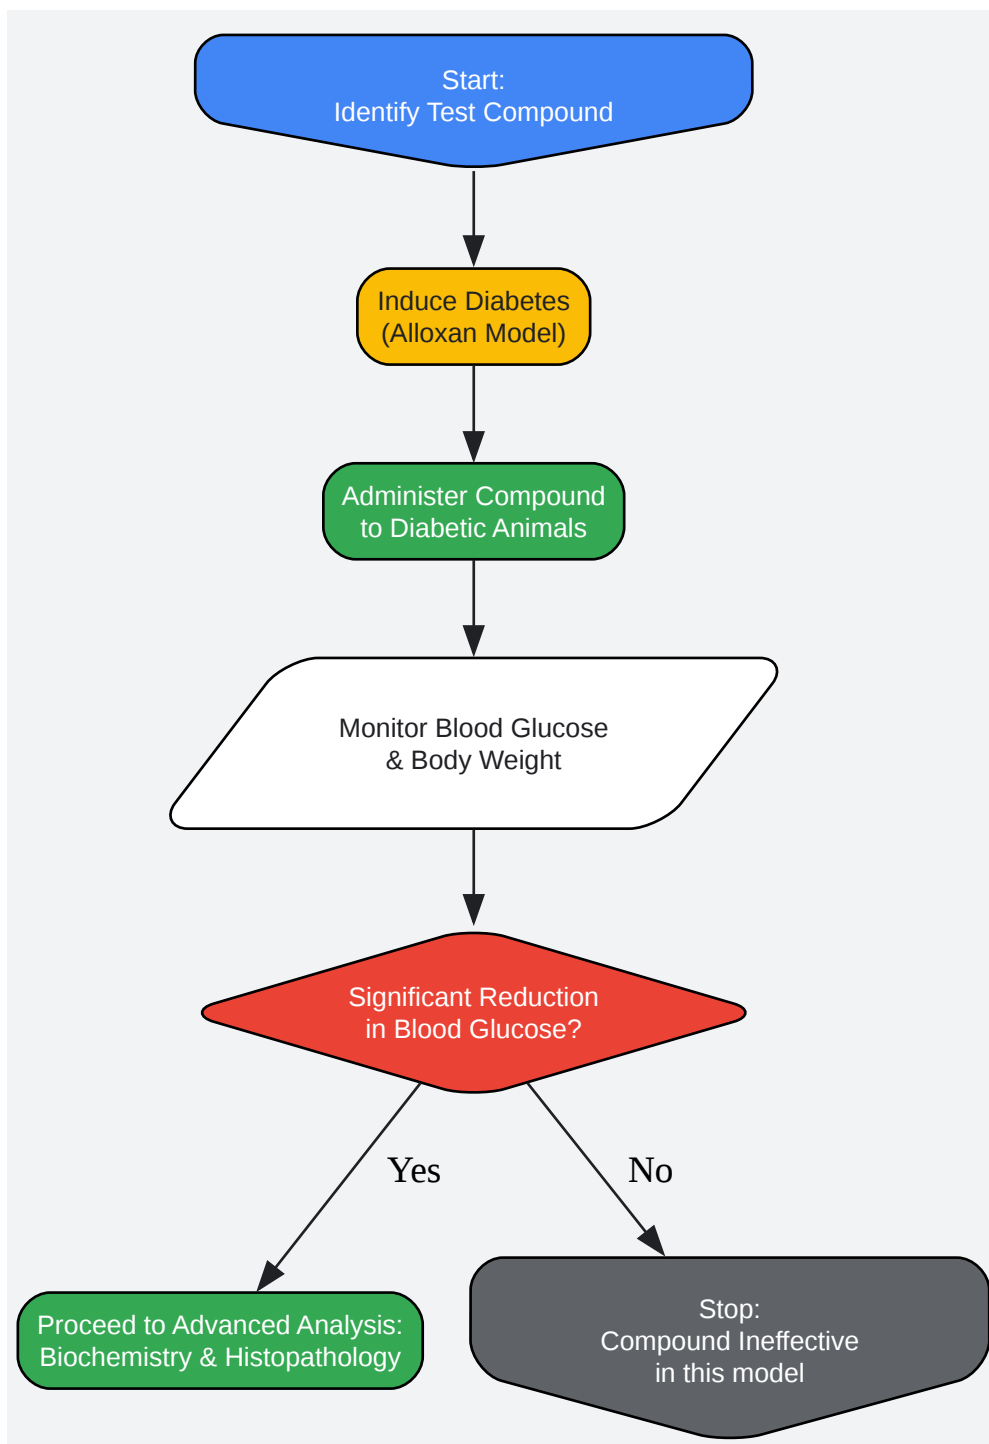 Start:
Identify Test Compound
Induce Diabetes
(Alloxan Model)
Administer Compound
to Diabetic Animals
Monitor Blood Glucose
& Body Weight
Significant Reduction
in Blood Glucose?
Yes
No
Proceed to Advanced Analysis:
Biochemistry & Histopathology
Stop:
Compound Ineffective
in this model